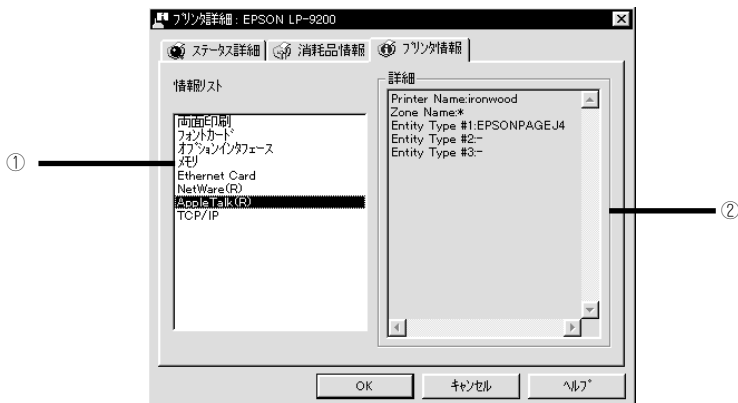 プリンタ詳細 : EPSON LP-9200
ステータス詳細 消耗品情報 プリンタ情報
情報リスト
両面印刷
フォントカード
オプションインタフェース
メモリ
Ethernet Card
NetWare(R)
AppleTalk(R)
TCP/IP
詳細
Printer Name:ironwood
Zone Name:*
Entity Type #1:EPSONPAGEJ4
Entity Type #2:-
Entity Type #3:-
①
②
OK キャンセル ヘルプ